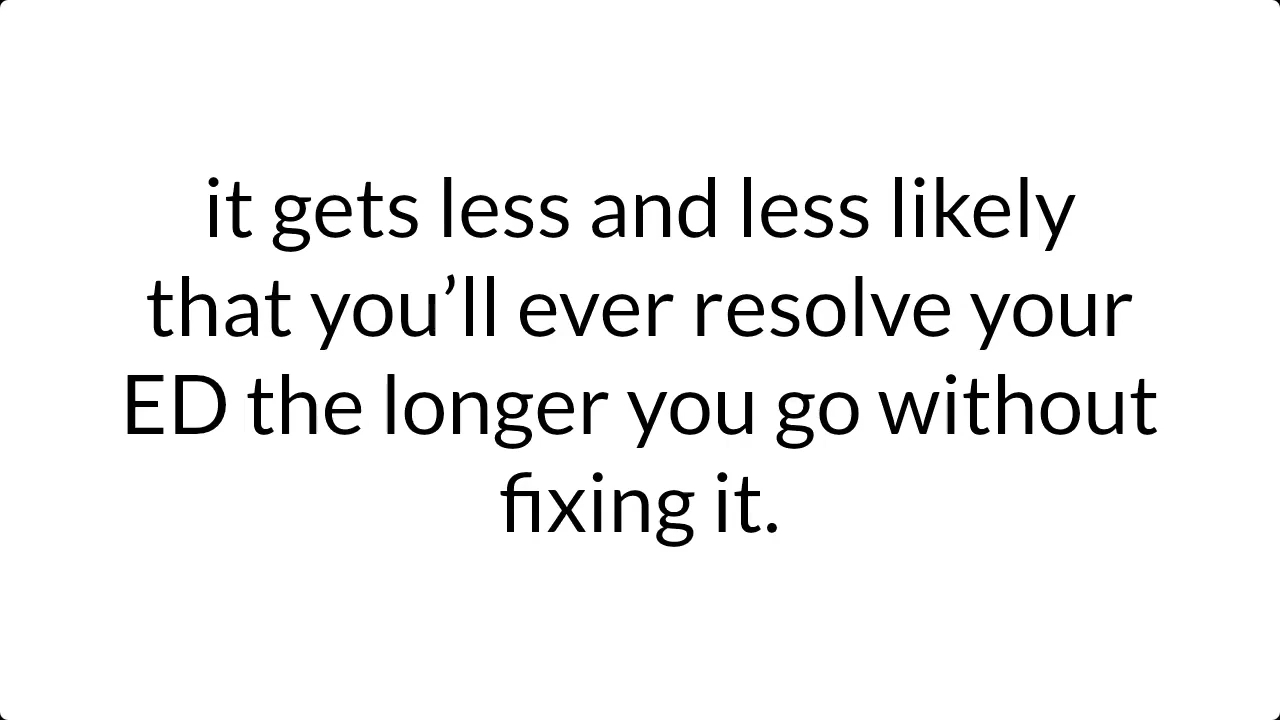 it gets less and less likely
that you’ll ever resolve your
ED the longer you go without
fixing it.